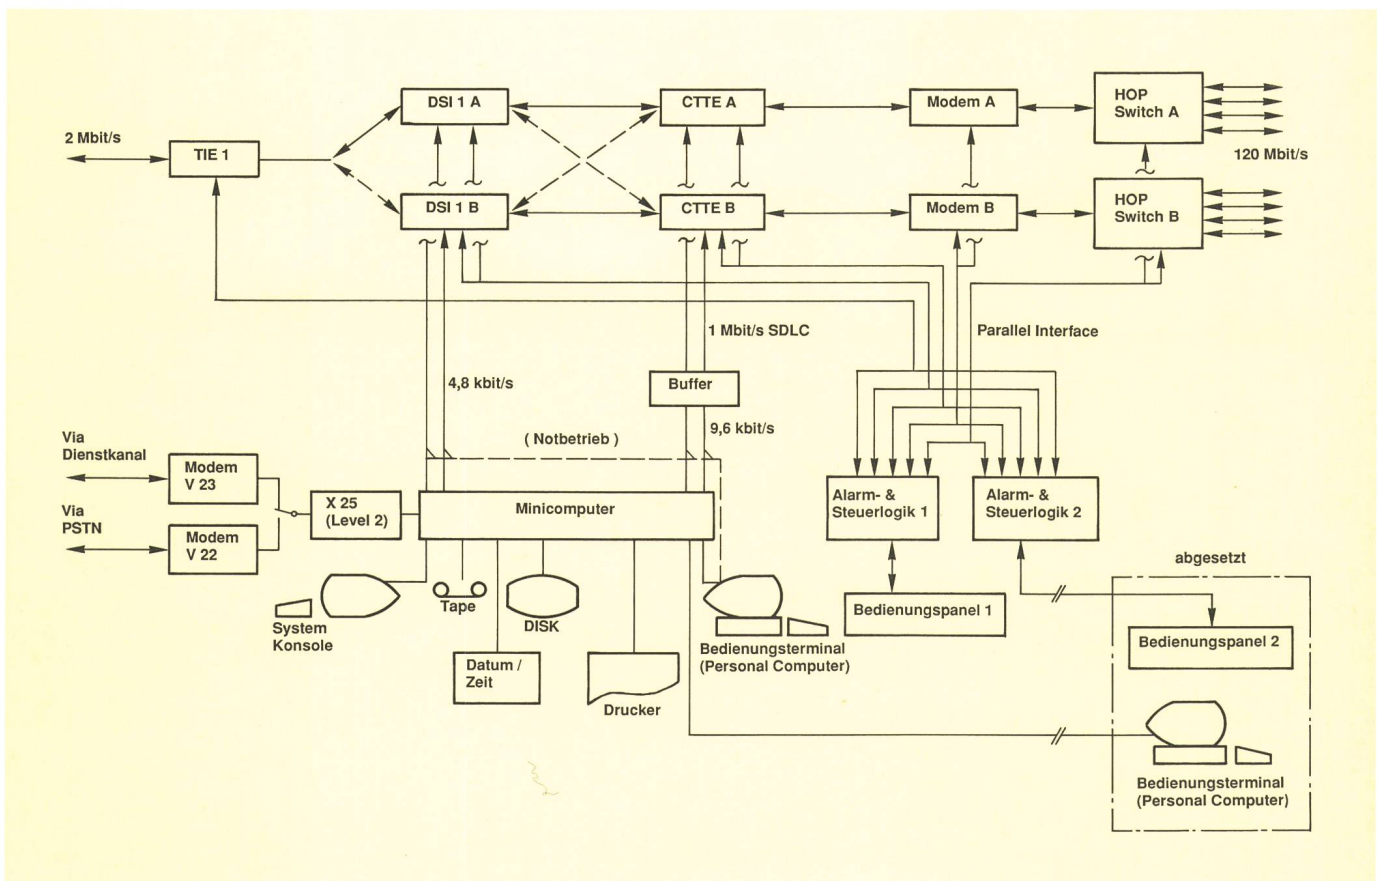 DSI 1 A
CTTE A
Modem A
HOP
Switch A
2 Mbit/s
TIE 1
120 Mbit/s
DSI 1 B
CTTE B
Modem B
HOP
Switch B
1 Mbit/s SDLC
Parallel Interface
4,8 kbit/s
Buffer
9,6 kbit/s
( Notbetrieb )
Via
Dienstkanal
Modem
V 23
X 25
(Level 2)
Minicomputer
Alarm- &
Steuerlogik 1
Alarm- &
Steuerlogik 2
Via
PSTN
Modem
V 22
abgesetzt
System
Konsole
Tape
DISK
Bedienungspanel 1
Bedienungsterminal
(Personal Computer)
Bedienungspanel 2
Datum /
Zeit
Drucker
Bedienungsterminal
(Personal Computer)